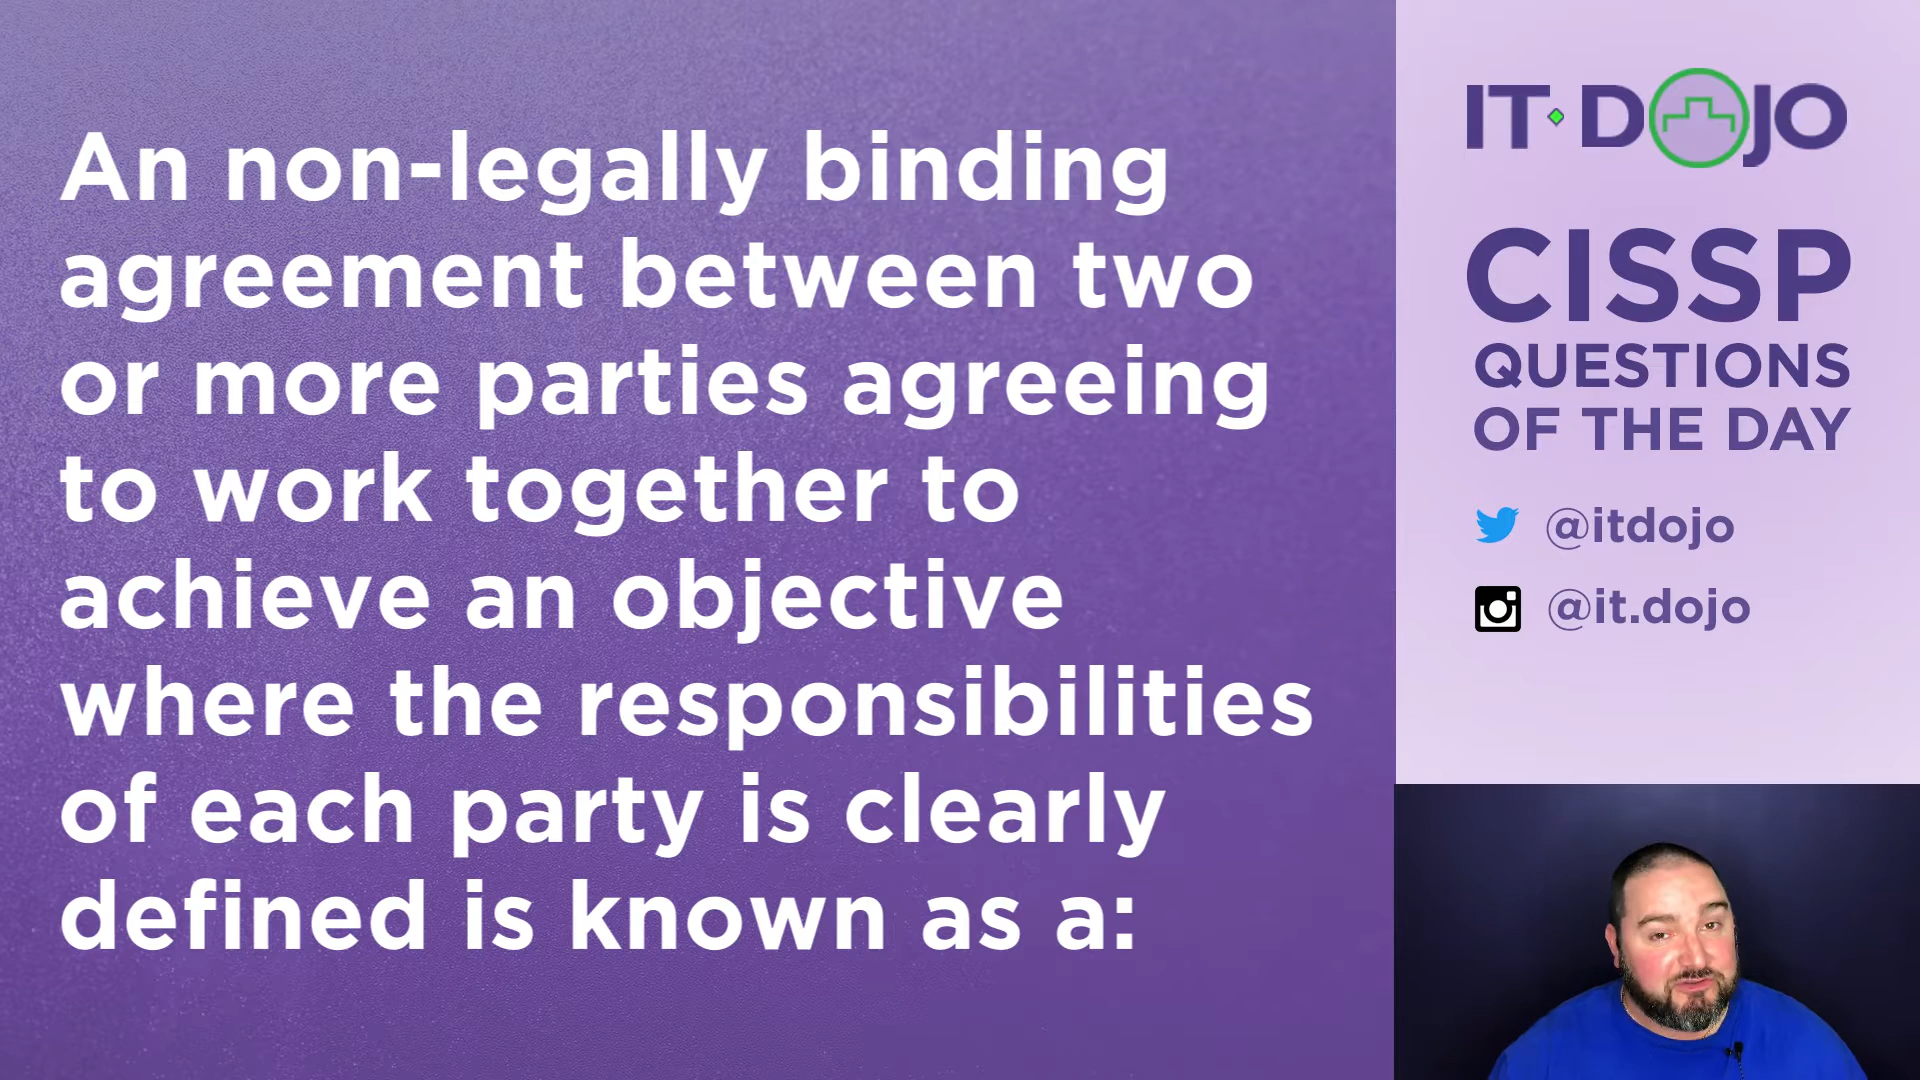 An non-legally binding
agreement between two
or more parties agreeing
to work together to
achieve an objective
where the responsibilities
of each party is clearly
defined is known as a:
IT·DOJO
CISSP
QUESTIONS
OF THE DAY
@itdojo
@it.dojo